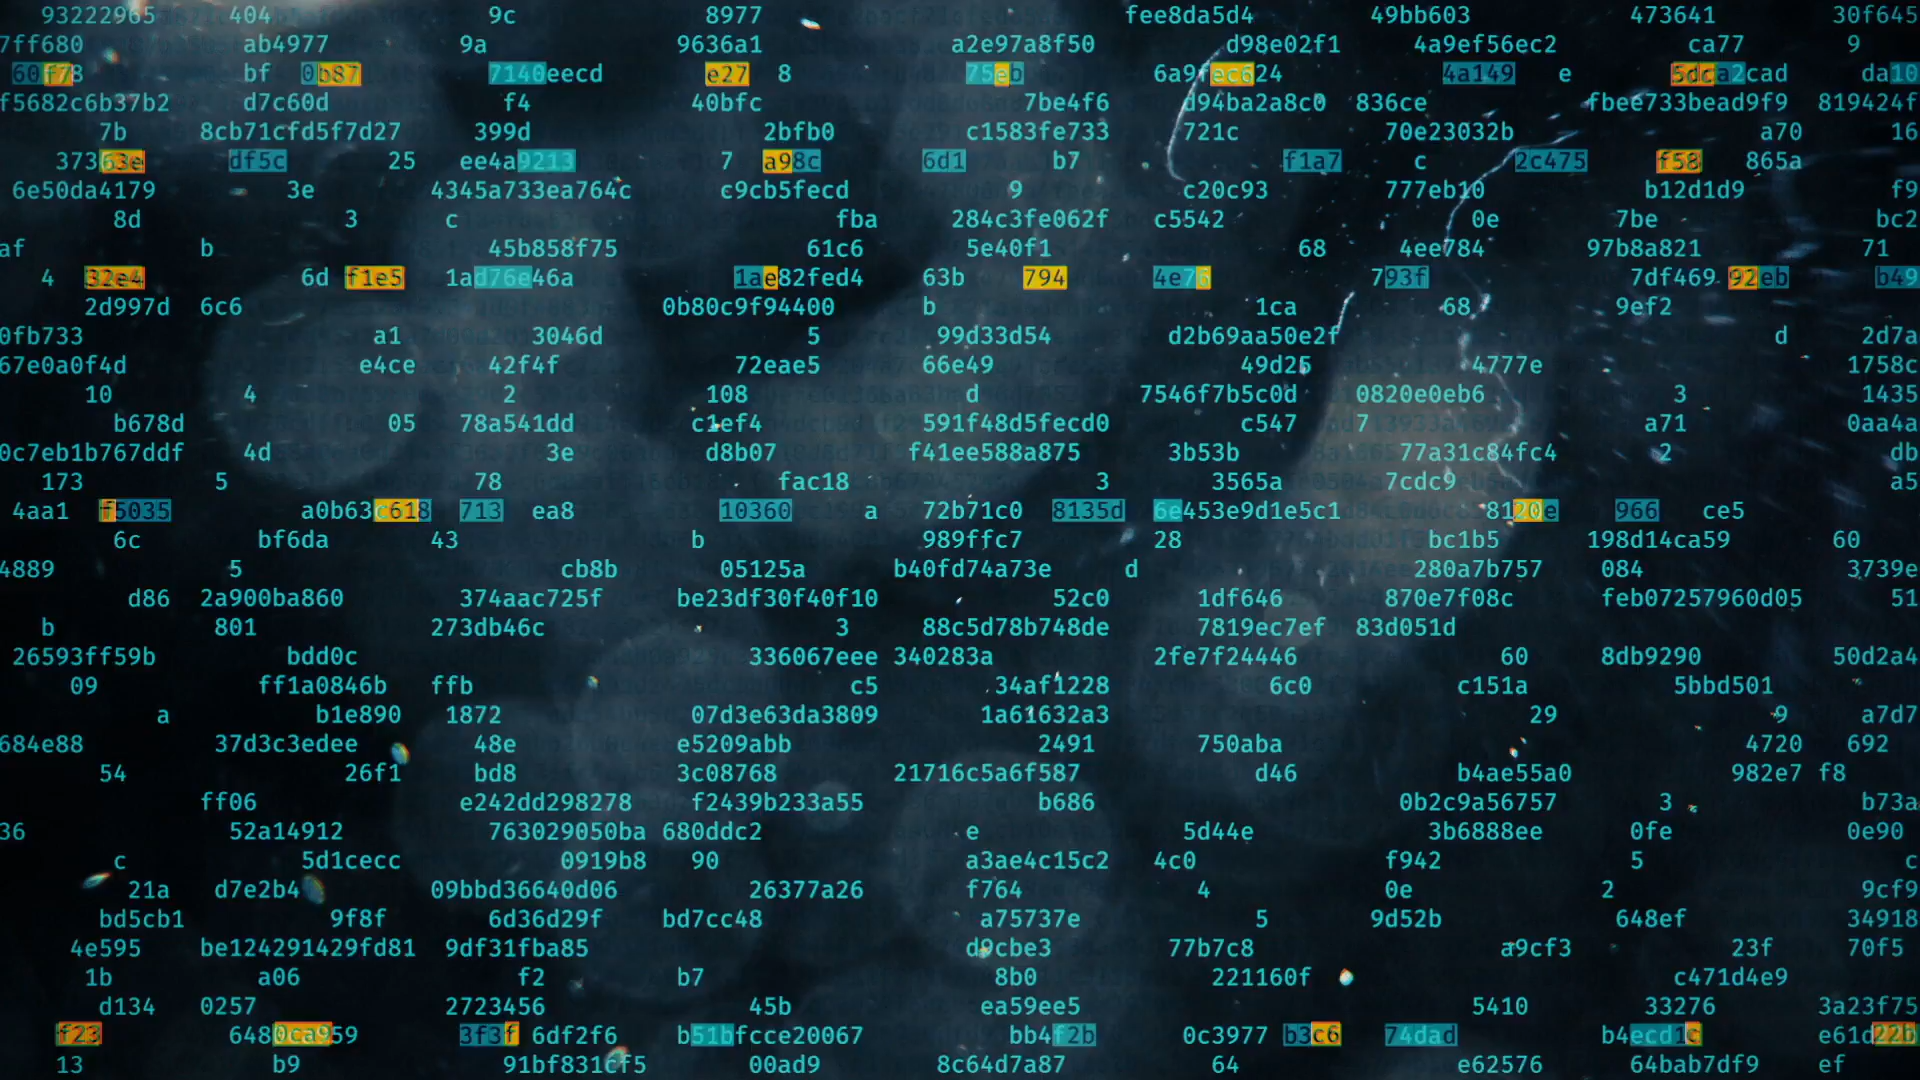 93222965 404 9c 8977 fee8da5d4 49bb603 473641 30f645
7ff680 ab4977 9a 9636a1 a2e97a8f50 d98e02f1 4a9ef56ec2 ca77 9
60f78 bf 0b87 7140eecd e27 8 75eb 6a9fec624 4a149 e 5dca2cad da10
f5682c6b37b2 d7c60d f4 40bfc 7be4f6 d94ba2a8c0 836ce fbee733bead9f9 819424f
7b 8cb71cfd5f7d27 399d 2bfb0 c1583fe733 721c 70e23032b a70 16
37363e df5c 25 ee4a9213 7 a98c 6d1 b7 f1a7 c 2c475 f58 865a
6e50da4179 3e 4345a733ea764c c9cb5fecd 9 c20c93 777eb10 b12d1d9 f9
8d 3 c fba 284c3fe062f c5542 0e 7be bc2
af b 45b858f75 61c6 5e40f1 68 4ee784 97b8a821 71
4 32e4 6d f1e5 1ad76e46a 1ae82fed4 63b 794 4e76 793f 7df469 92eb b49
2d997d 6c6 0b80c9f94400 b 1ca 68 9ef2
0fb733 a1 3046d 5 99d33d54 d2b69aa50e2f d 2d7a
67e0a0f4d e4ce 42f4f 72eae5 66e49 49d25 4777e 1758c
10 4 2 108 d 7546f7b5c0d 0820e0eb6 3 1435
b678d 05 78a541dd c1ef4 591f48d5fecd0 c547 7 a71 0aa4a
0c7eb1b767ddf 4d 3e d8b07 f41ee588a875 3b53b 77a31c84fc4 2 db
173 5 78 fac18 3 3565a 7cdc9 a5
4aa1 f5035 a0b63c618 713 ea8 10360 a 72b71c0 8135d 6e453e9d1e5c1 8120e 966 ce5
6c bf6da 43 b 989ffc7 28 bc1b5 198d14ca59 60
4889 5 cb8b 05125a b40fd74a73e d 280a7b757 084 3739e
d86 2a900ba860 374aac725f be23df30f40f10 52c0 1df646 870e7f08c feb07257960d05 51
b 801 273db46c 3 88c5d78b748de 7819ec7ef 83d051d
26593ff59b bdd0c 336067eee 340283a 2fe7f24446 60 8db9290 50d2a4
09 ff1a0846b ffb c5 34af1228 6c0 c151a 5bbd501
a b1e890 1872 07d3e63da3809 1a61632a3 29 9 a7d7
684e88 37d3c3edee 48e e5209abb 2491 750aba 4720 692
54 26f1 bd8 3c08768 21716c5a6f587 d46 b4ae55a0 982e7 f8
ff06 e242dd298278 f2439b233a55 b686 0b2c9a56757 3 b73a
36 52a14912 763029050ba 680ddc2 e 5d44e 3b6888ee 0fe 0e90
c 5d1cecc 0919b8 90 a3ae4c15c2 4c0 f942 5 c
21a d7e2b4 09bbd36640d06 26377a26 f764 4 0e 2 9cf9
bd5cb1 9f8f 6d36d29f bd7cc48 a75737e 5 9d52b 648ef 34918
4e595 be124291429fd81 9df31fba85 d9cbe3 77b7c8 a9cf3 23f 70f5
1b a06 f2 b7 8b0 221160f c471d4e9
d134 0257 2723456 45b ea59ee5 5410 33276 3a23f75
f23 6480ca959 3f3f 6df2f6 b51bfcce20067 bb4f2b 0c3977 b3c6 74dad b4ecd1c e61d22b
13 b9 91bf831cf5 00ad9 8c64d7a87 64 e62576 64bab7df9 ef